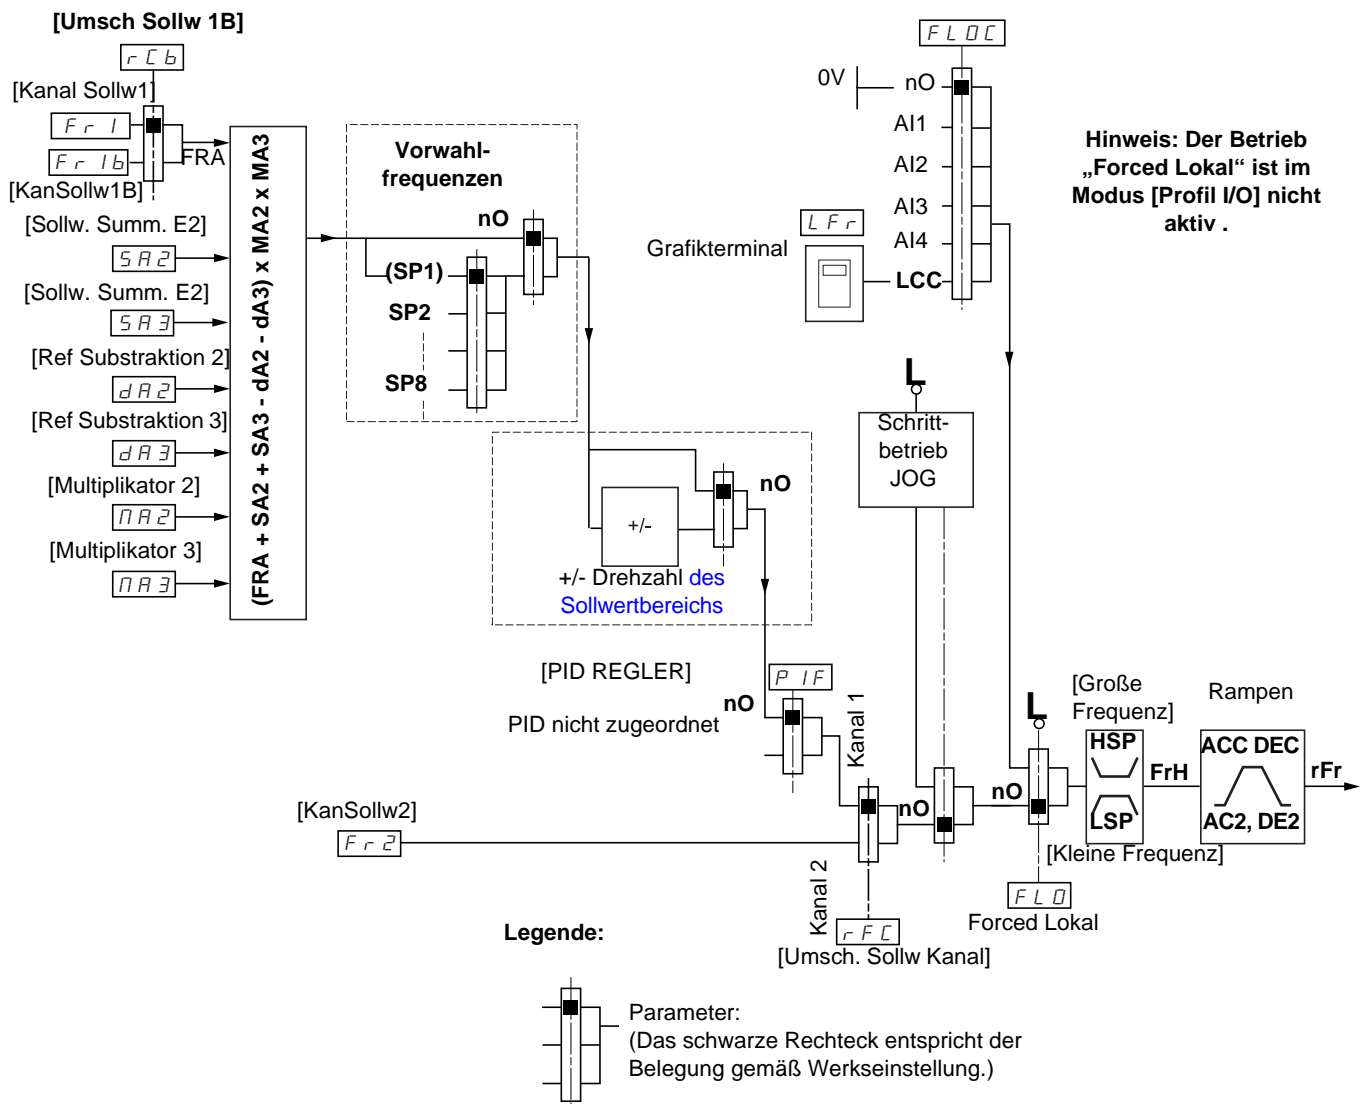 [Umsch Sollw 1B]
rCb
[Kanal Sollw1]
Fr1
FRA
Fr1b
[KanSollw1B]
[Sollw. Summ. E2]
SA2
[Sollw. Summ. E2]
SA3
[Ref Substraktion 2]
dA2
[Ref Substraktion 3]
dA3
[Multiplikator 2]
MA2
[Multiplikator 3]
MA3
(FRA + SA2 + SA3 - dA2 - dA3) x MA2 x MA3
Vorwahl-
frequenzen
nO
(SP1)
SP2
SP8
nO
+/-
+/- Drehzahl des
Sollwertbereichs
FLOC
0V
nO
AI1
AI2
AI3
AI4
LFr
Grafikterminal
LCC
Hinweis: Der Betrieb
„Forced Lokal“ ist im
Modus [Profil I/O] nicht
aktiv .
L
Schritt-
betrieb
JOG
[PID REGLER]
PIF
nO
PID nicht zugeordnet
Kanal 1
[KanSollw2]
Fr2
Kanal 2
rFC
[Umsch. Sollw Kanal]
nO
nO
L
FLO
Forced Lokal
[Große
Frequenz]
HSP
LSP
[Kleine Frequenz]
FrH
Rampen
ACC DEC
AC2, DE2
rFr
Legende:
Parameter:
(Das schwarze Rechteck entspricht der
Belegung gemäß Werkseinstellung.)